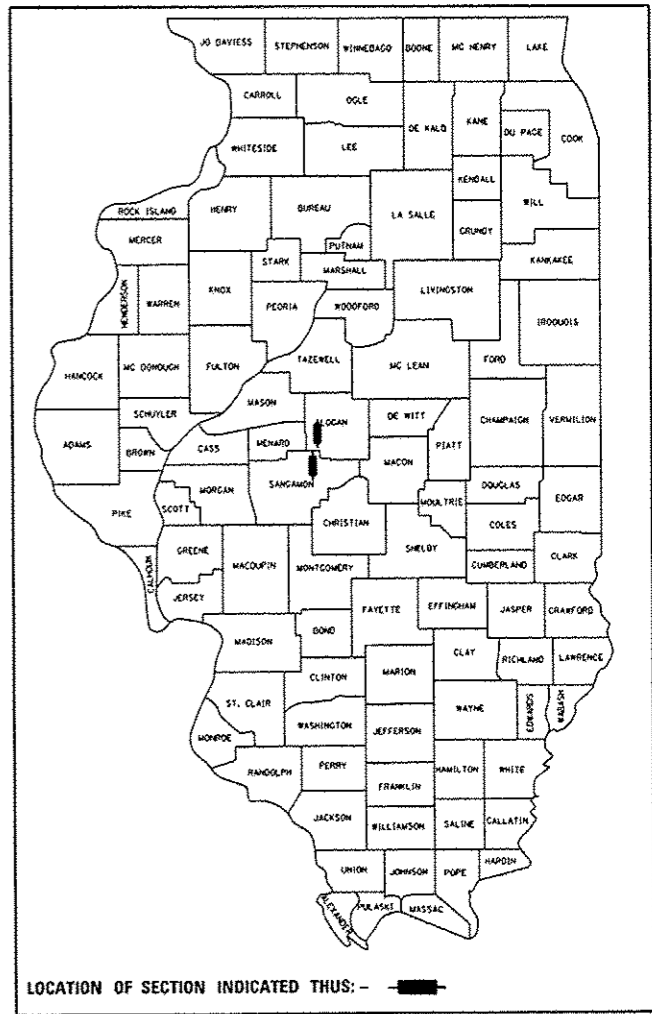 JO DAVIESS
STEPHENSON
WINNEBAGO
BOONE
MC HENRY
LAKE
CARROLL
OGLE
DE KALB
KANE
DU PAGE
COOK
WHITESIDE
LEE
KENDALL
WILL
ROCK ISLAND
HENRY
BUREAU
LA SALLE
GRUNDY
MERCER
PUTNAM
KANKAKEE
STARK
MARSHALL
HENDERSON
WARREN
KNOX
PEORIA
WOODFORD
LIVINGSTON
IROQUOIS
HANCOCK
MC DONOUGH
FULTON
TAZEWELL
MC LEAN
FORD
MASON
SCHUYLER
LOGAN
DE WITT
CHAMPAIGN
VERMILION
ADAMS
BROWN
CASS
MENARD
PIATT
MACON
SANGAMON
MORGAN
SCOTT
PIKE
MOULTRIE
DOUGLAS
EDGAR
COLES
CHRISTIAN
SHELBY
GREENE
MACOUPIN
MONTGOMERY
CUMBERLAND
CLARK
CALHOUN
JERSEY
FAYETTE
EFFINGHAM
JASPER
CRAWFORD
MADISON
BOND
CLAY
RICHLAND
LAWRENCE
CLINTON
MARION
ST. CLAIR
WAYNE
EDWARDS
WABASH
WASHINGTON
JEFFERSON
MONROE
RANDOLPH
PERRY
HAMILTON
WHITE
FRANKLIN
JACKSON
WILLIAMSON
SALINE
GALLATIN
UNION
JOHNSON
POPE
HARDIN
ALEXANDER
PULASKI
MASSAC
LOCATION OF SECTION INDICATED THUS: -